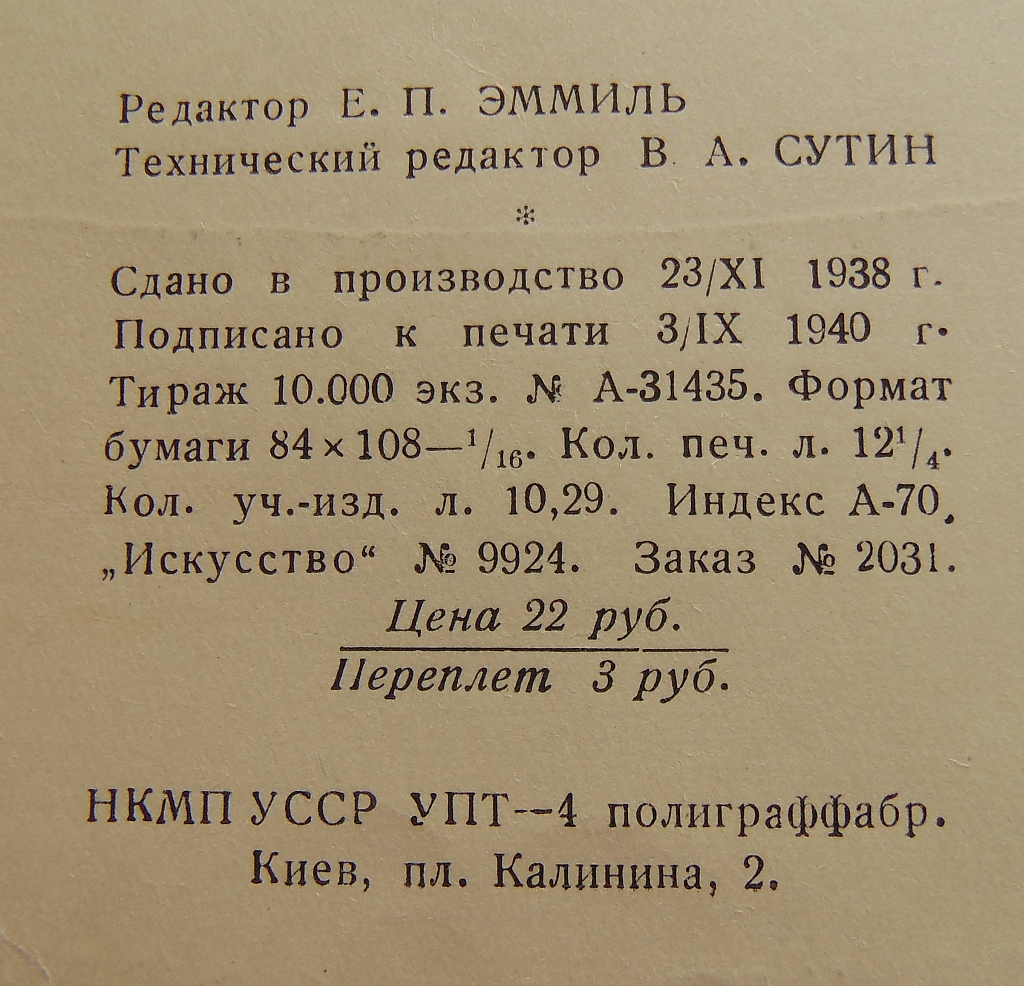 Редактор Е. П. ЭММИЛЬ
Технический редактор В. А. СУТИН
*
Сдано в производство 23/XI 1938 г.
Подписано к печати 3/IX 1940 г.
Тираж 10.000 экз. № А-31435. Формат
бумаги 84×108—¹/₁₆. Кол. печ. л. 12¹/₄.
Кол. уч.-изд. л. 10,29. Индекс А-70.
„Искусство“ № 9924. Заказ № 2031.
Цена 22 руб.
Переплет 3 руб.
НКМП УССР УПТ—4 полиграффабр.
Киев, пл. Калинина, 2.